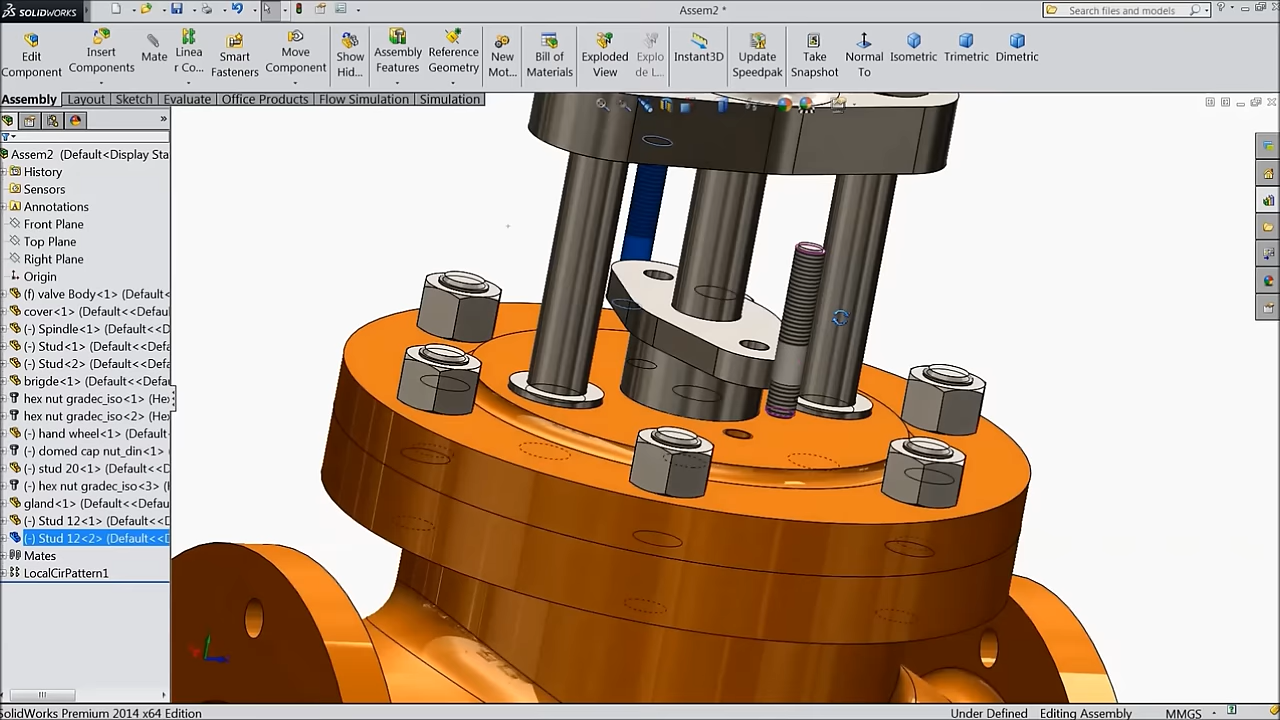 SOLIDWORKS
Assem2 *
Search files and models
Edit Component
Insert Components
Mate
Linea r Co...
Smart Fasteners
Move Component
Show Hid...
Assembly Features
Reference Geometry
New Mot...
Bill of Materials
Exploded View
Explo de L...
Instant3D
Update Speedpak
Take Snapshot
Normal To
Isometric
Trimetric
Dimetric
Assembly Layout Sketch Evaluate Office Products Flow Simulation Simulation
Assem2 (Default<Display Sta
History
Sensors
Annotations
Front Plane
Top Plane
Right Plane
Origin
(f) valve Body<1> (Default<
cover<1> (Default<<Default
(-) Spindle<1> (Default<<D
(-) Stud<1> (Default<<Defa
(-) Stud<2> (Default<<Defa
brigde<1> (Default<<Defau
hex nut gradec_iso<1> (He
hex nut gradec_iso<2> (He
(-) hand wheel<1> (Default
(-) domed cap nut_din<1>
(-) stud 20<1> (Default<<D
(-) hex nut gradec_iso<3> (
gland<1> (Default<<Defaul
(-) Stud 12<1> (Default<<D
(-) Stud 12<2> (Default<<D
Mates
LocalCirPattern1
SolidWorks Premium 2014 x64 Edition
Under Defined
Editing Assembly
MMGS